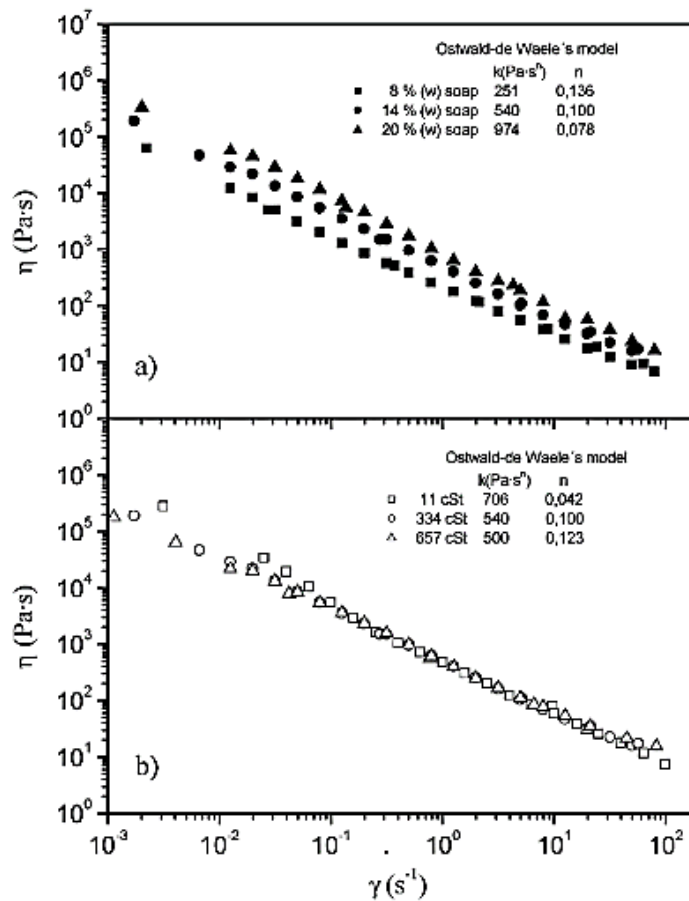 10^7
10^6
10^5
10^4
10^3
10^2
10^1
10^0
η (Pa·s)
Ostwald-de Waele´s model
k(Pa·s^n) n
■ 8 % (w) soap 251 0,136
● 14 % (w) soap 540 0,100
▲ 20 % (w) soap 974 0,078
a)
10^6
10^5
10^4
10^3
10^2
10^1
10^0
η (Pa·s)
Ostwald-de Waele´s model
k(Pa·s^n) n
□ 11 cSt 706 0,042
○ 334 cSt 540 0,100
△ 657 cSt 500 0,123
b)
10^-3 10^-2 10^-1 10^0 10^1 10^2
γ (s^-1)